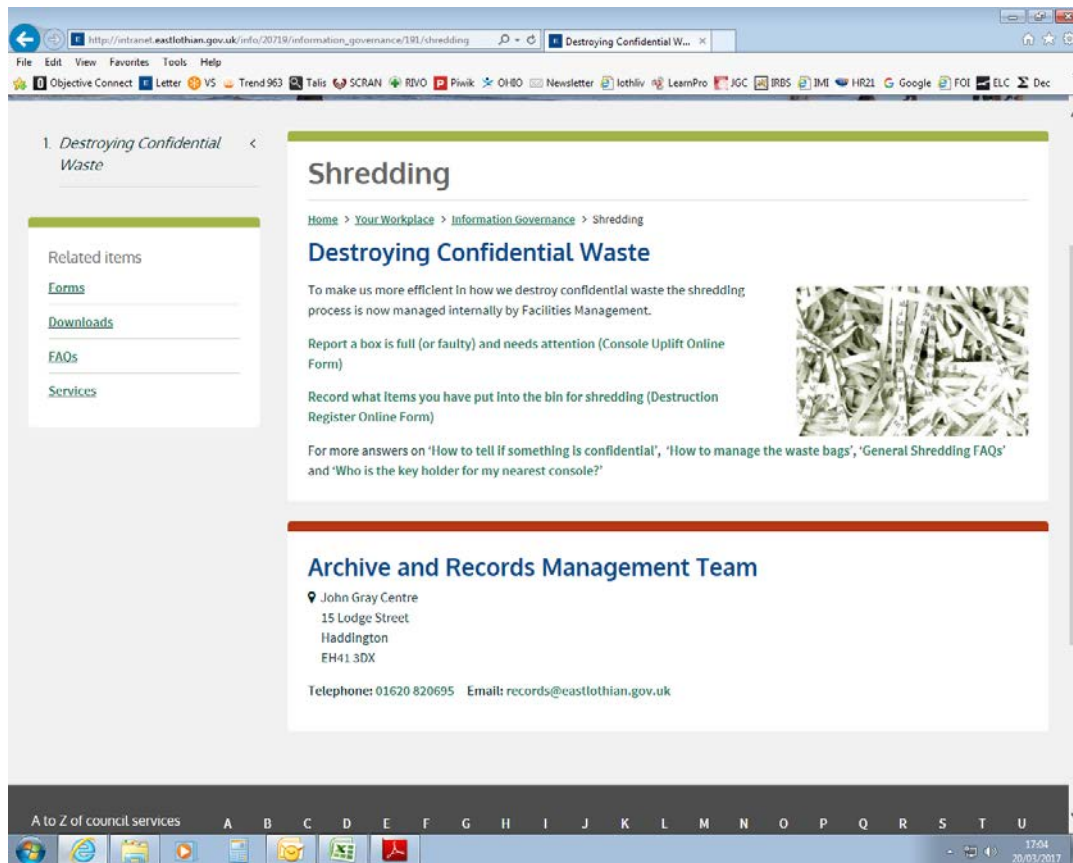 http://intranet.eastlothian.gov.uk/info/20719/information_governance/191/shredding
Destroying Confidential W...
File Edit View Favorites Tools Help
Objective Connect Letter VS Trend 963 Talis SCRAN RIVO Piwik OHIO Newsletter lothliv LearnPro JGC IRBS IMI HR21 Google FOI ELC Dec
1. Destroying Confidential
Waste
Related items
Forms
Downloads
FAQs
Services
Shredding
Home > Your Workplace > Information Governance > Shredding
Destroying Confidential Waste
To make us more efficient in how we destroy confidential waste the shredding
process is now managed internally by Facilities Management.
Report a box is full (or faulty) and needs attention (Console Uplift Online
Form)
Record what items you have put into the bin for shredding (Destruction
Register Online Form)
For more answers on 'How to tell if something is confidential', 'How to manage the waste bags', 'General Shredding FAQs'
and 'Who is the key holder for my nearest console?'
Archive and Records Management Team
John Gray Centre
15 Lodge Street
Haddington
EH41 3DX
Telephone: 01620 820695 Email: records@eastlothian.gov.uk
A to Z of council services A B C D E F G H I J K L M N O P Q R S T U
17:04
20/03/2017